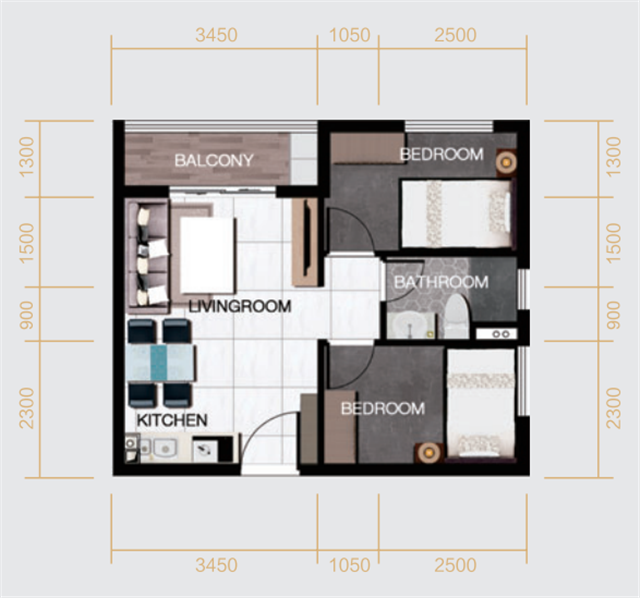 3450 1050 2500
1300 1300
BALCONY BEDROOM
1500 1500
BATHROOM
LIVINGROOM
900 900
BEDROOM
KITCHEN
2300 2300
3450 1050 2500